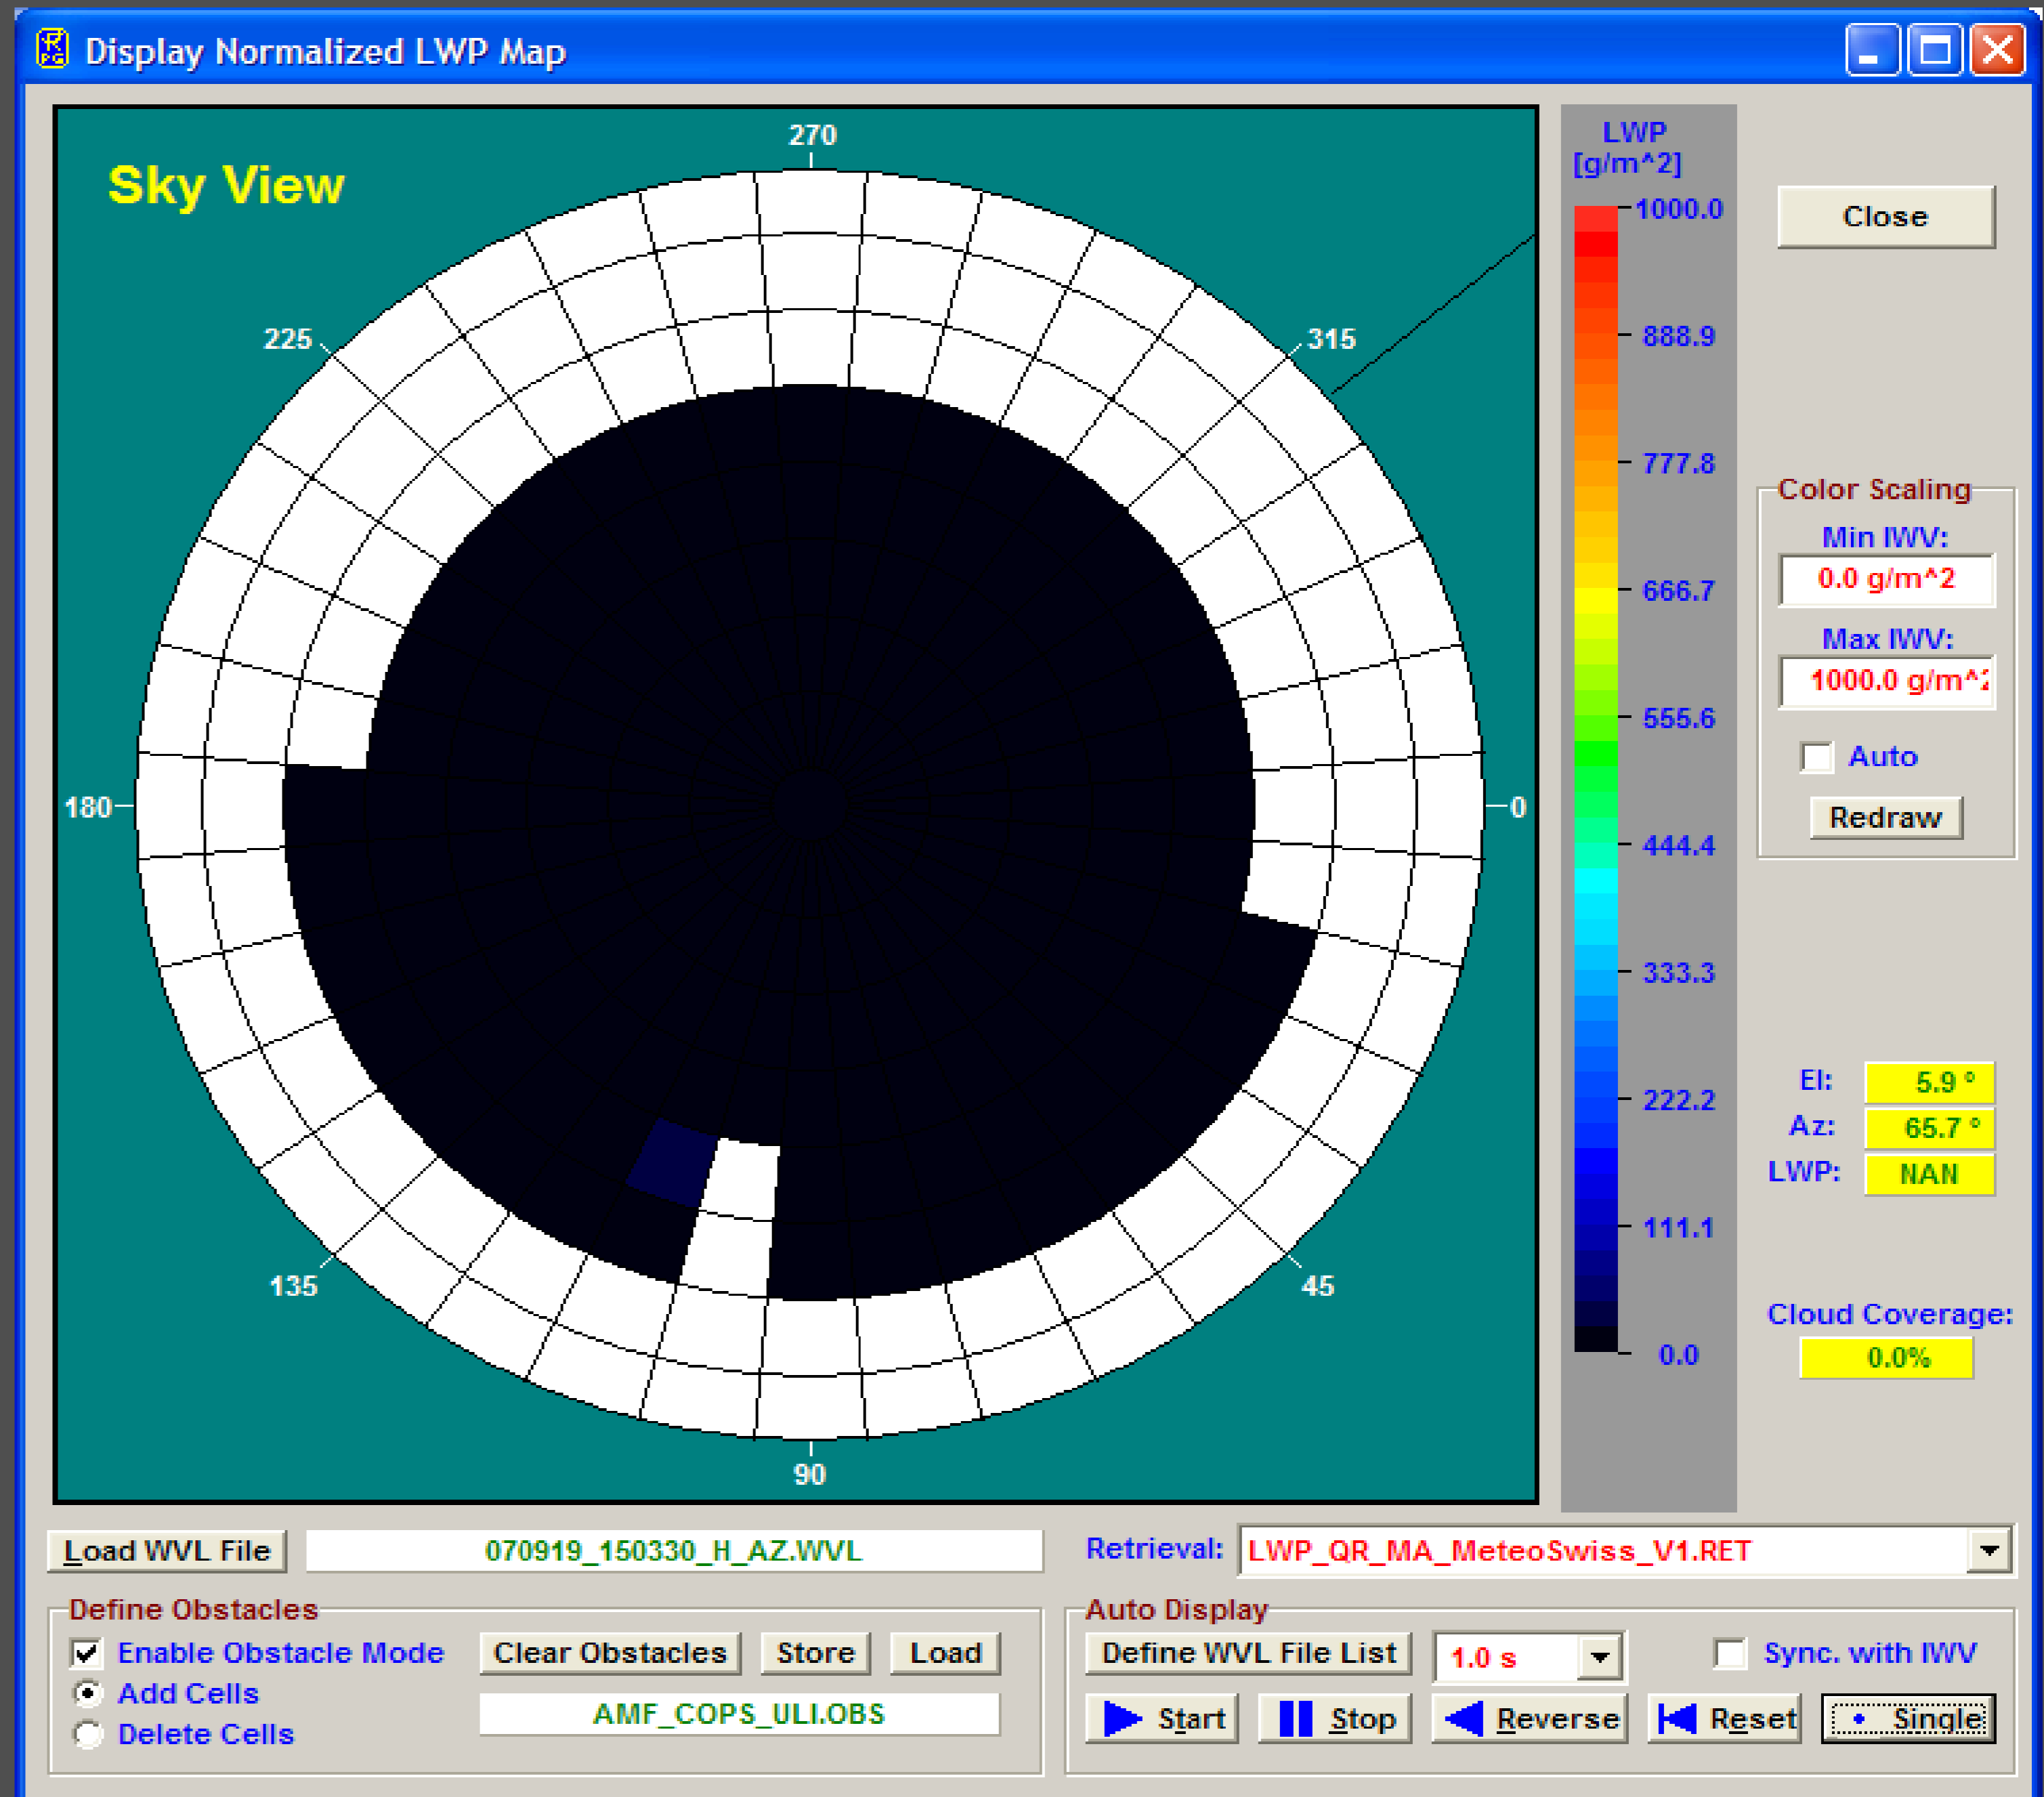 Display Normalized LWP Map
Sky View
270
225
315
180
0
135
45
90
LWP
[g/m^2]
1000.0
888.9
777.8
666.7
555.6
444.4
333.3
222.2
111.1
0.0
Close
Color Scaling
Min IWV:
0.0 g/m^2
Max IWV:
1000.0 g/m^2
Auto
Redraw
El: 5.9 °
Az: 65.7 °
LWP: NAN
Cloud Coverage:
0.0%
Load WVL File 070919_150330_H_AZ.WVL
Retrieval: LWP_QR_MA_MeteoSwiss_V1.RET
Define Obstacles
Enable Obstacle Mode Clear Obstacles Store Load
Add Cells
AMF_COPS_ULI.OBS
Delete Cells
Auto Display
Define WVL File List 1.0 s Sync. with IWV
Start Stop Reverse Reset Single